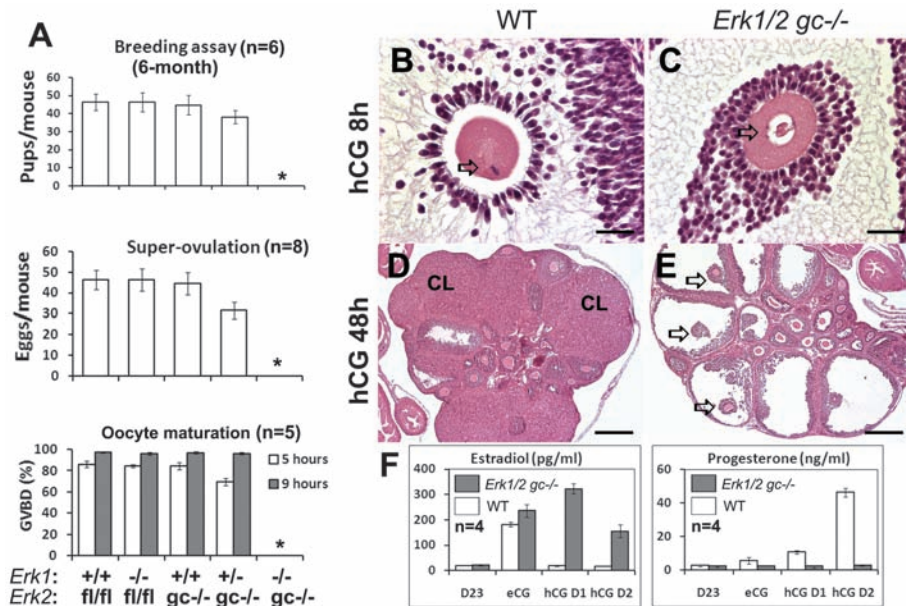 WT
Erk1/2 gc-/-
A
Breeding assay (n=6)
(6-month)
Pups/mouse
60
50
40
30
20
10
0
*
Super-ovulation (n=8)
Eggs/mouse
60
50
40
30
20
10
0
*
Oocyte maturation (n=5)
GVBD (%)
100
80
60
40
20
0
5 hours
9 hours
*
Erk1: +/+ -/- +/+ +/- -/-
Erk2: fl/fl fl/fl gc-/- gc-/- gc-/-
hCG 8h
B
C
hCG 48h
D
CL
CL
E
F
Estradiol (pg/ml)
400
300
200
100
0
Erk1/2 gc-/-
WT
n=4
D23 eCG hCG D1 hCG D2
Progesterone (ng/ml)
60
40
20
0
Erk1/2 gc-/-
WT
n=4
D23 eCG hCG D1 hCG D2